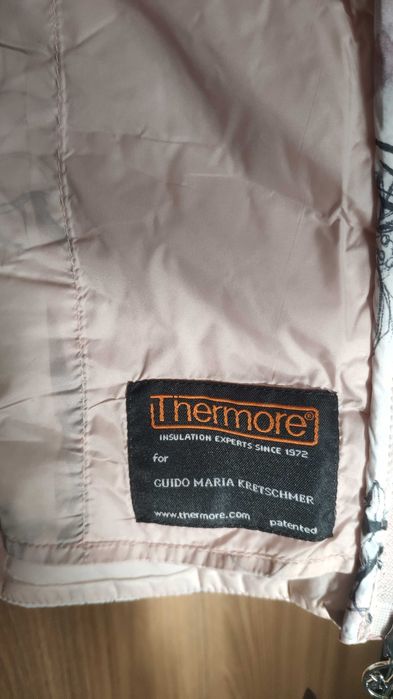 Thermore®
INSULATION EXPERTS SINCE 1972
for
GUIDO MARIA KRETSCHMER
www.thermore.com patented